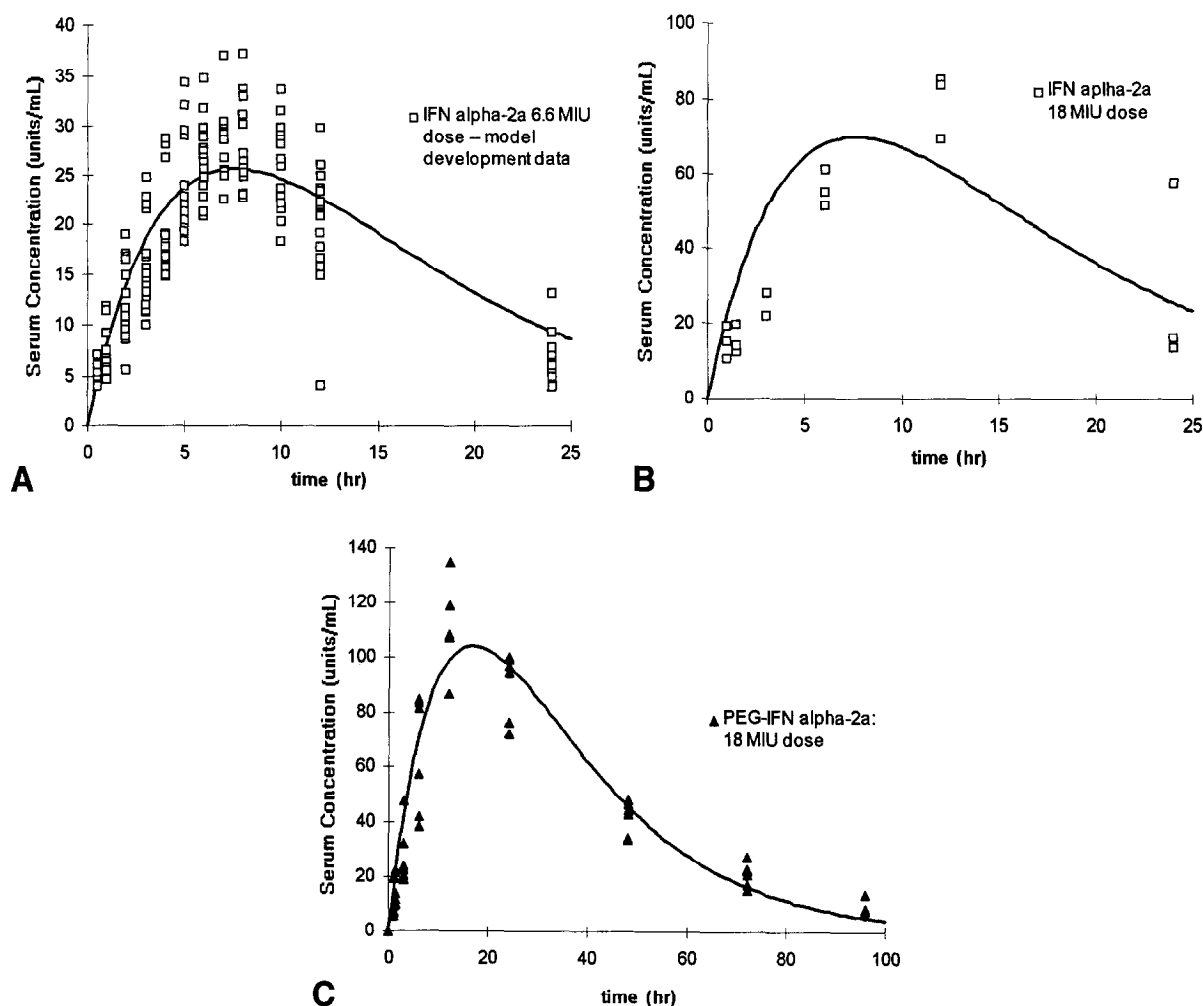 40
35
30
25
20
15
10
5
0
Serum Concentration (units/mL)
0 5 10 15 20 25
time (hr)
IFN alpha-2a 6.6 MIU
dose – model
development data
A
100
80
60
40
20
0
Serum Concentration (units/mL)
0 5 10 15 20 25
time (hr)
IFN aplha-2a
18 MIU dose
B
140
120
100
80
60
40
20
0
Serum Concentration (units/mL)
0 20 40 60 80 100
time (hr)
PEG-IFN alpha-2a:
18 MIU dose
C